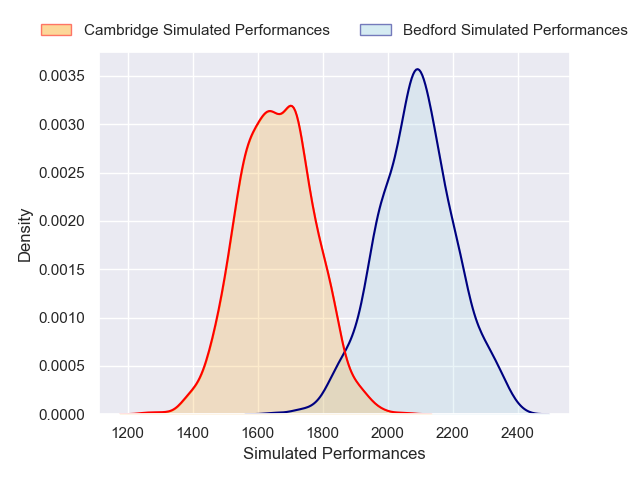 Cambridge Simulated Performances Bedford Simulated Performances
0.0035
0.0030
0.0025
0.0020
0.0015
0.0010
0.0005
0.0000
Density
1200 1400 1600 1800 2000 2200 2400
Simulated Performances